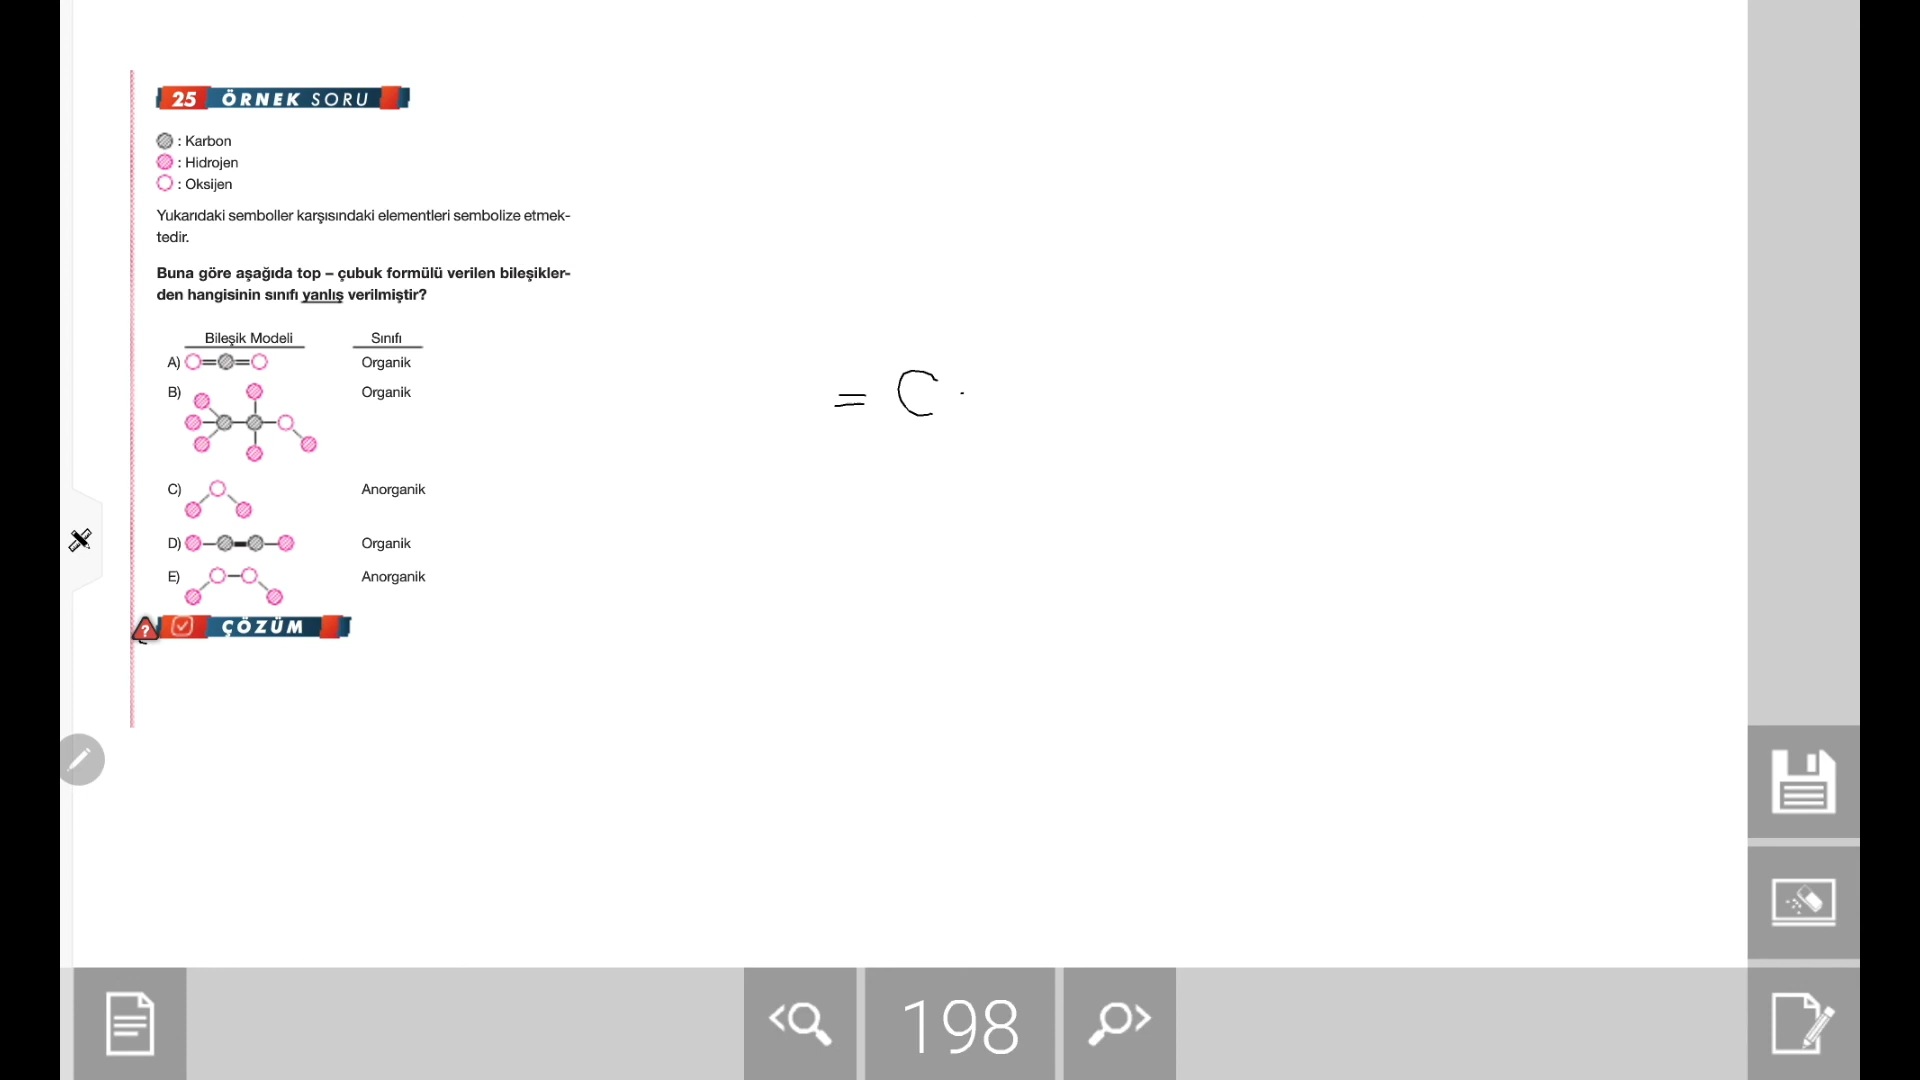 25 ÖRNEK SORU
: Karbon
: Hidrojen
: Oksijen
Yukarıdaki semboller karşısındaki elementleri sembolize etmek-
tedir.
Buna göre aşağıda top – çubuk formülü verilen bileşikler-
den hangisinin sınıfı yanlış verilmiştir?
Bileşik Modeli Sınıfı
A) Organik
B) Organik
C) Anorganik
D) Organik
E) Anorganik
? ÇÖZÜM
= C
198